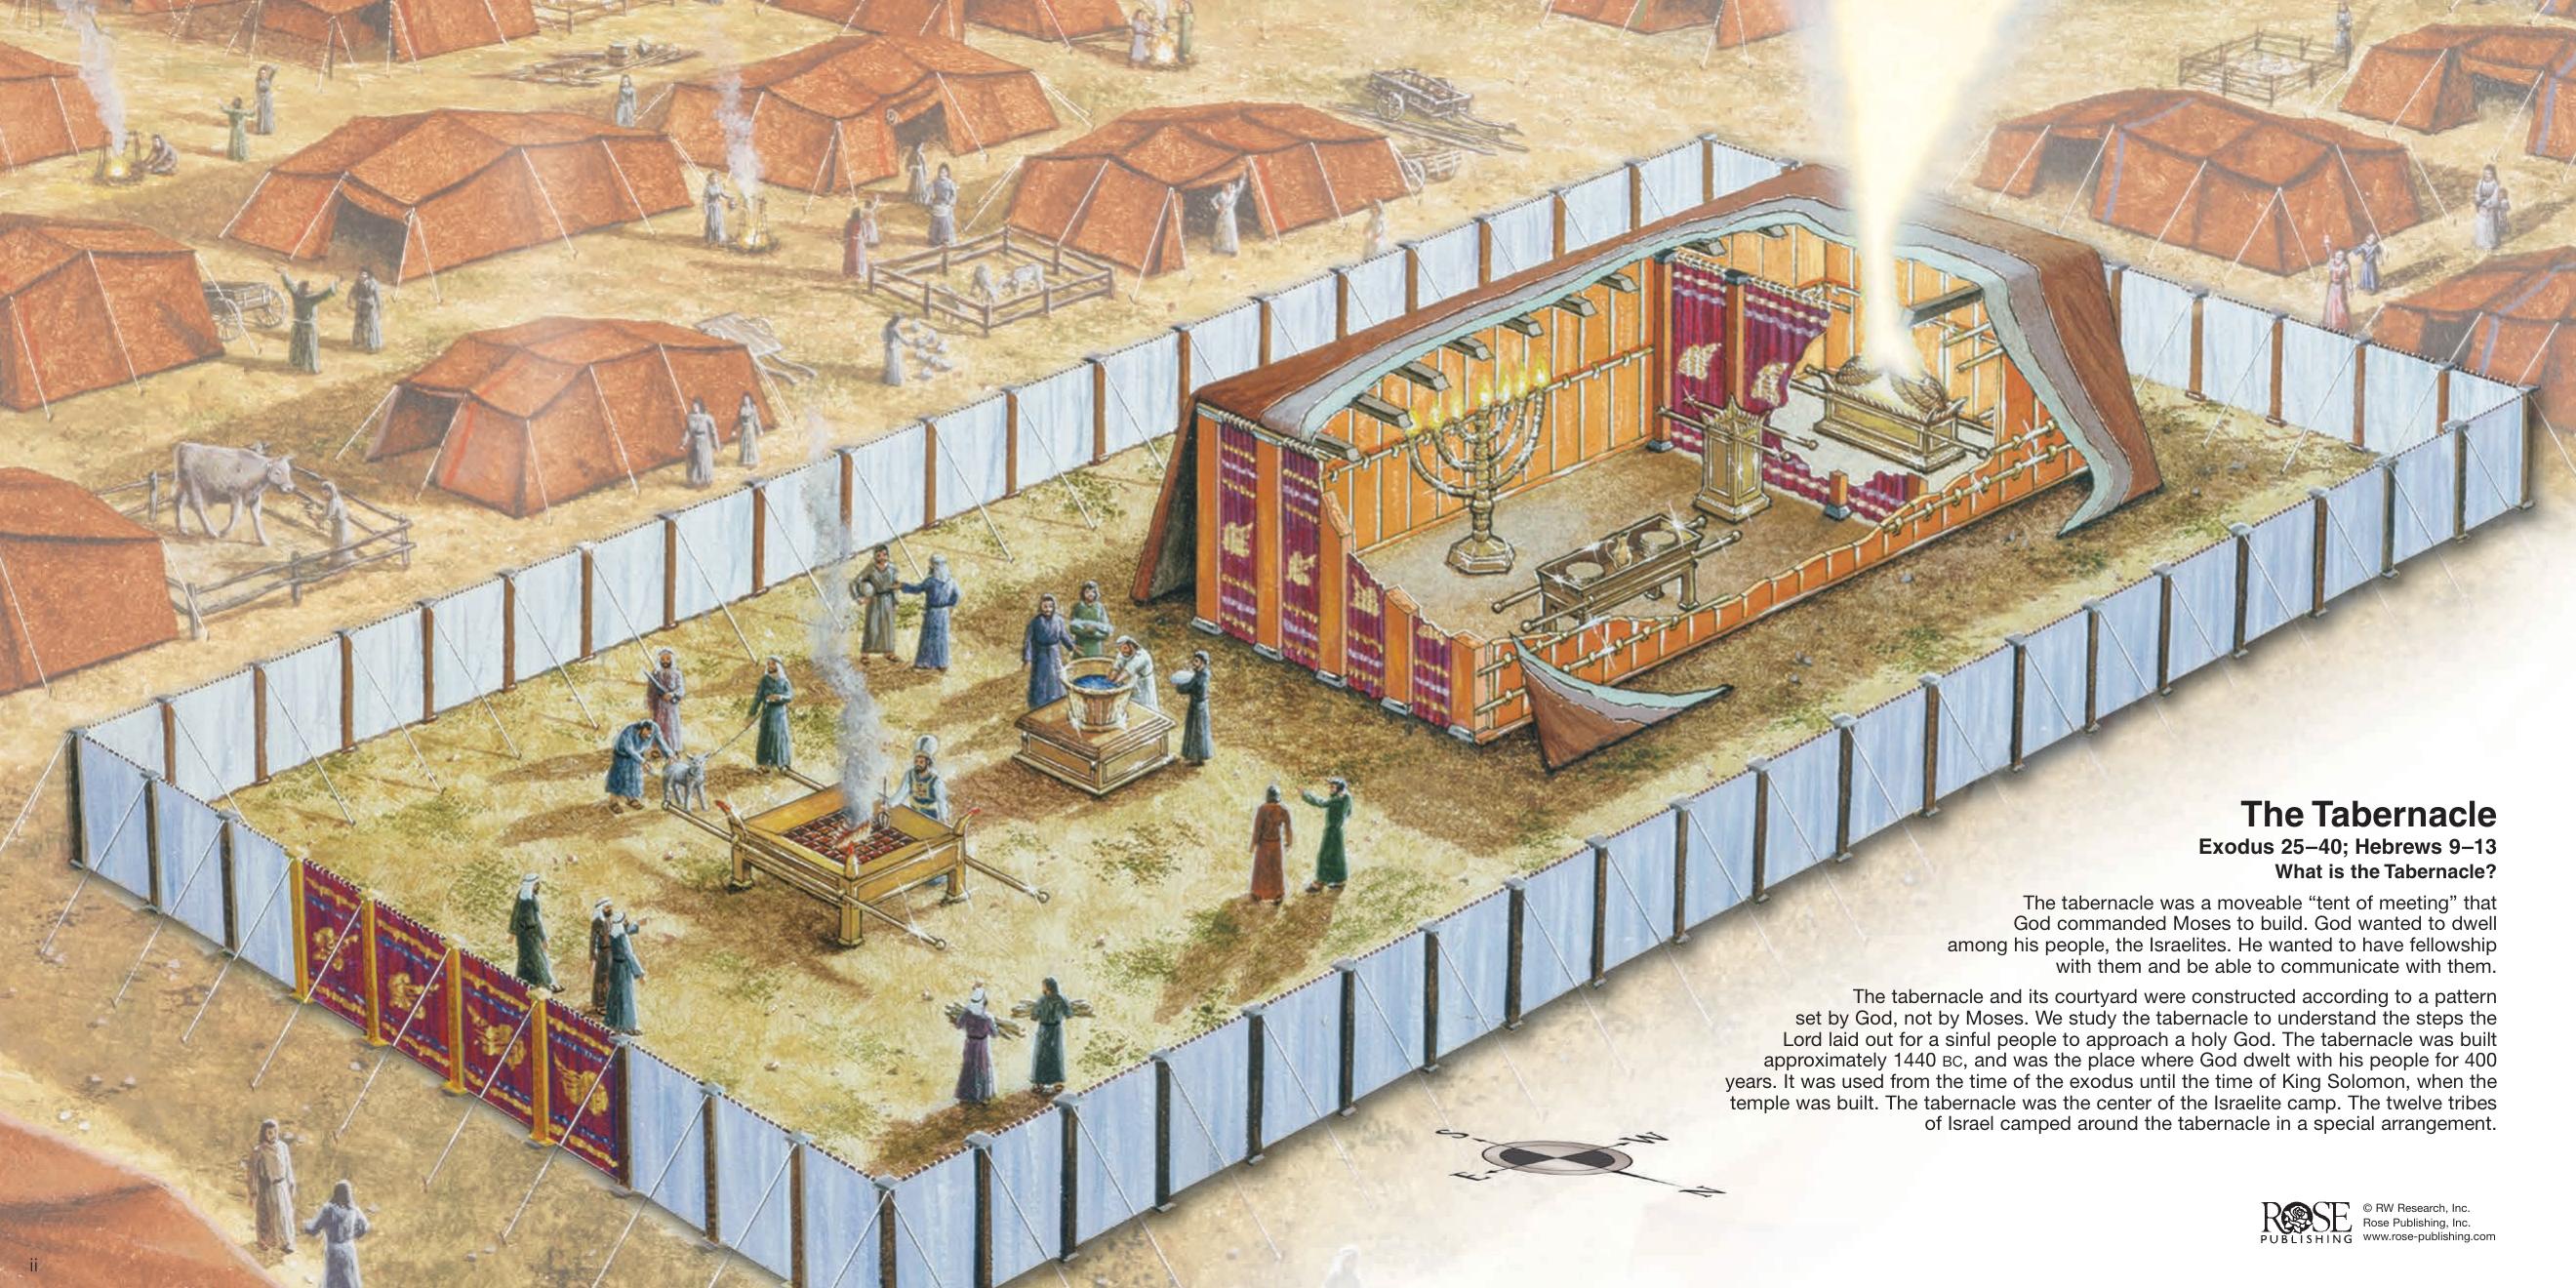 The Tabernacle
Exodus 25–40; Hebrews 9–13
What is the Tabernacle?
The tabernacle was a moveable “tent of meeting” that
God commanded Moses to build. God wanted to dwell
among his people, the Israelites. He wanted to have fellowship
with them and be able to communicate with them.
The tabernacle and its courtyard were constructed according to a pattern
set by God, not by Moses. We study the tabernacle to understand the steps the
Lord laid out for a sinful people to approach a holy God. The tabernacle was built
approximately 1440 BC, and was the place where God dwelt with his people for 400
years. It was used from the time of the exodus until the time of King Solomon, when the
temple was built. The tabernacle was the center of the Israelite camp. The twelve tribes
of Israel camped around the tabernacle in a special arrangement.
S
W
E
N
ROSE
PUBLISHING
© RW Research, Inc.
Rose Publishing, Inc.
www.rose-publishing.com
ii